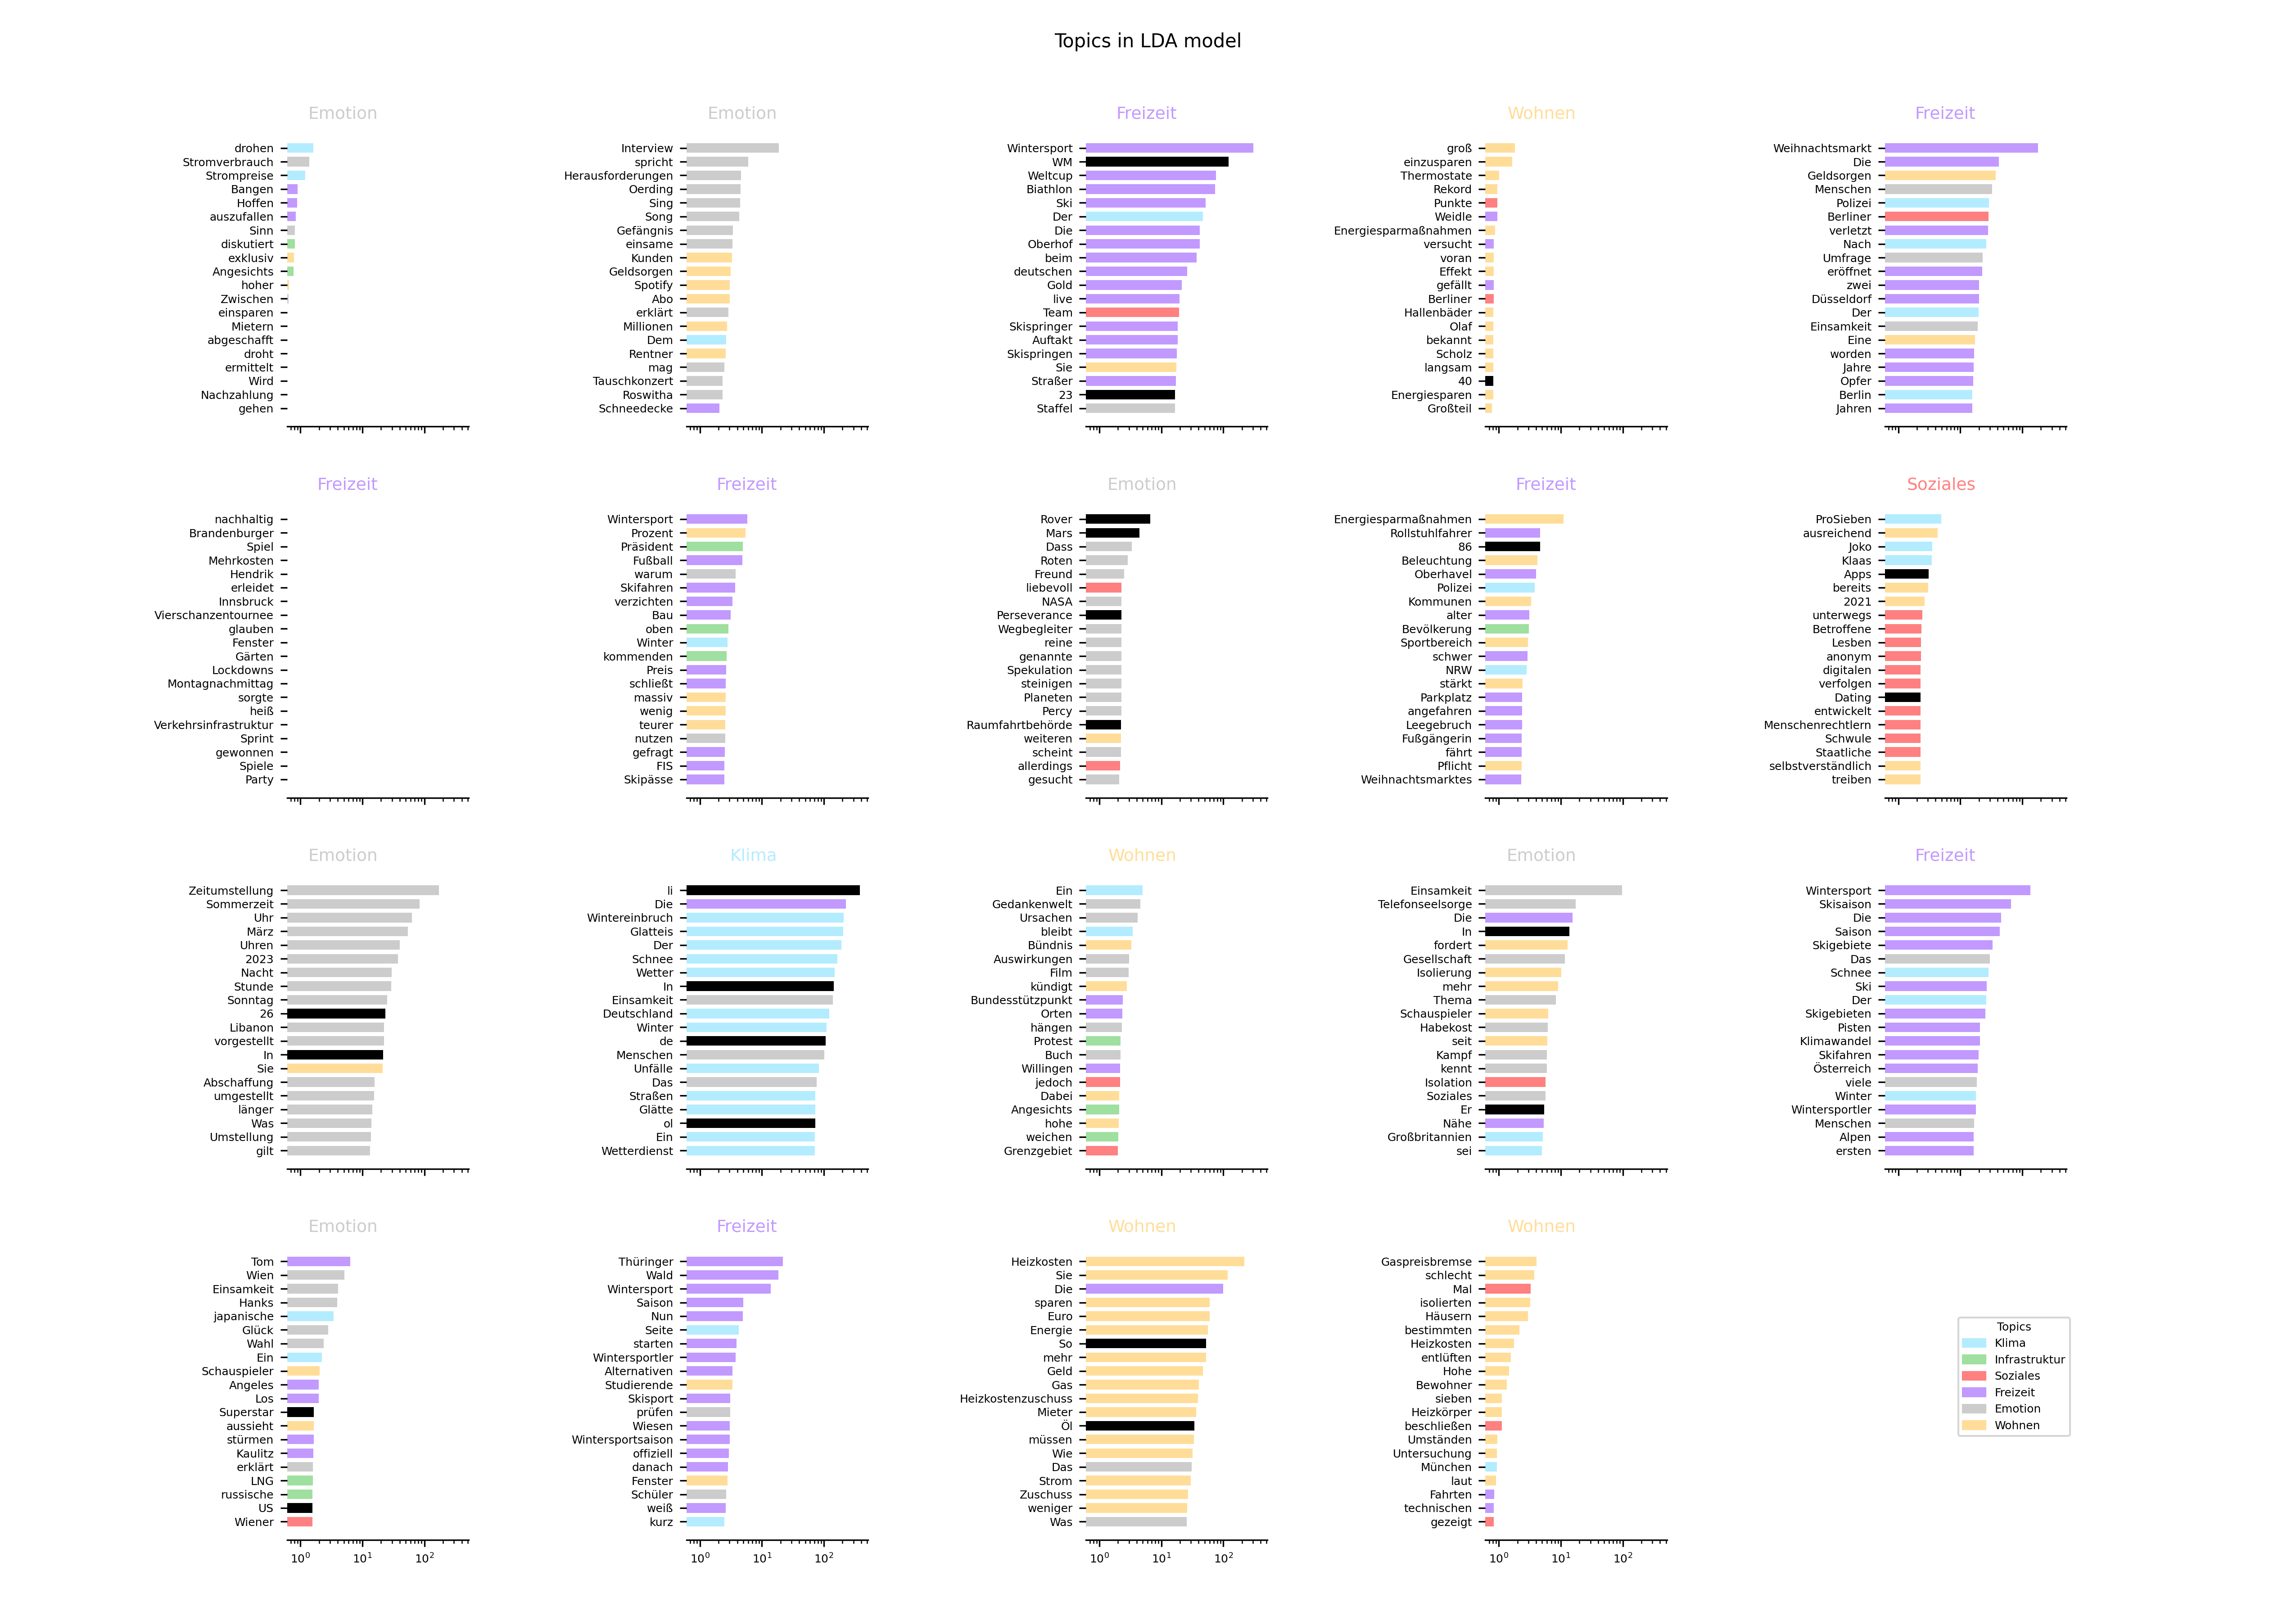 Topics in LDA model
Emotion
drohen
Stromverbrauch
Strompreise
Bangen
Hoffen
auszufallen
Sinn
diskutiert
exklusiv
Angesichts
hoher
Zwischen
einsparen
Mietern
abgeschafft
droht
ermittelt
Wird
Nachzahlung
gehen
Emotion
Interview
spricht
Herausforderungen
Oerding
Sing
Song
Gefängnis
einsame
Kunden
Geldsorgen
Spotify
Abo
erklärt
Millionen
Dem
Rentner
mag
Tauschkonzert
Roswitha
Schneedecke
Freizeit
Wintersport
WM
Weltcup
Biathlon
Ski
Der
Die
Oberhof
beim
deutschen
Gold
live
Team
Skispringer
Auftakt
Skispringen
Sie
Straßer
23
Staffel
Wohnen
groß
einzusparen
Thermostate
Rekord
Punkte
Weidle
Energiesparmaßnahmen
versucht
voran
Effekt
gefällt
Berliner
Hallenbäder
Olaf
bekannt
Scholz
langsam
40
Energiesparen
Großteil
Freizeit
Weihnachtsmarkt
Die
Geldsorgen
Menschen
Polizei
Berliner
verletzt
Nach
Umfrage
eröffnet
zwei
Düsseldorf
Der
Einsamkeit
Eine
worden
Jahre
Opfer
Berlin
Jahren
Freizeit
nachhaltig
Brandenburger
Spiel
Mehrkosten
Hendrik
erleidet
Innsbruck
Vierschanzentournee
glauben
Fenster
Gärten
Lockdowns
Montagnachmittag
sorgte
heiß
Verkehrsinfrastruktur
Sprint
gewonnen
Spiele
Party
Freizeit
Wintersport
Prozent
Präsident
Fußball
warum
Skifahren
verzichten
Bau
oben
Winter
kommenden
Preis
schließt
massiv
wenig
teurer
nutzen
gefragt
FIS
Skipässe
Emotion
Rover
Mars
Dass
Roten
Freund
liebevoll
NASA
Perseverance
Wegbegleiter
reine
genannte
Spekulation
steinigen
Planeten
Percy
Raumfahrtbehörde
weiteren
scheint
allerdings
gesucht
Freizeit
Energiesparmaßnahmen
Rollstuhlfahrer
86
Beleuchtung
Oberhavel
Polizei
Kommunen
alter
Bevölkerung
Sportbereich
schwer
NRW
stärkt
Parkplatz
angefahren
Leegebruch
Fußgängerin
fährt
Pflicht
Weihnachtsmarktes
Soziales
ProSieben
ausreichend
Joko
Klaas
Apps
bereits
2021
unterwegs
Betroffene
Lesben
anonym
digitalen
verfolgen
Dating
entwickelt
Menschenrechtlern
Schwule
Staatliche
selbstverständlich
treiben
Emotion
Zeitumstellung
Sommerzeit
Uhr
März
Uhren
2023
Nacht
Stunde
Sonntag
26
Libanon
vorgestellt
In
Sie
Abschaffung
umgestellt
länger
Was
Umstellung
gilt
Klima
li
Die
Wintereinbruch
Glatteis
Der
Schnee
Wetter
In
Einsamkeit
Deutschland
Winter
de
Menschen
Unfälle
Das
Straßen
Glätte
ol
Ein
Wetterdienst
Wohnen
Ein
Gedankenwelt
Ursachen
bleibt
Bündnis
Auswirkungen
Film
kündigt
Bundesstützpunkt
Orten
hängen
Protest
Buch
Willingen
jedoch
Dabei
Angesichts
hohe
weichen
Grenzgebiet
Emotion
Einsamkeit
Telefonseelsorge
Die
In
fordert
Gesellschaft
Isolierung
mehr
Thema
Schauspieler
Habekost
seit
Kampf
kennt
Isolation
Soziales
Er
Nähe
Großbritannien
sei
Freizeit
Wintersport
Skisaison
Die
Saison
Skigebiete
Das
Schnee
Ski
Der
Skigebieten
Pisten
Klimawandel
Skifahren
Österreich
viele
Winter
Wintersportler
Menschen
Alpen
ersten
Emotion
Tom
Wien
Einsamkeit
Hanks
japanische
Glück
Wahl
Ein
Schauspieler
Angeles
Los
Superstar
aussieht
stürmen
Kaulitz
erklärt
LNG
russische
US
Wiener
10⁰ 10¹ 10²
Freizeit
Thüringer
Wald
Wintersport
Saison
Nun
Seite
starten
Wintersportler
Alternativen
Studierende
Skisport
prüfen
Wiesen
Wintersportsaison
offiziell
danach
Fenster
Schüler
weiß
kurz
10⁰ 10¹ 10²
Wohnen
Heizkosten
Sie
Die
sparen
Euro
Energie
So
mehr
Geld
Gas
Heizkostenzuschuss
Mieter
Öl
müssen
Wie
Das
Strom
Zuschuss
weniger
Was
10⁰ 10¹ 10²
Wohnen
Gaspreisbremse
schlecht
Mal
isolierten
Häusern
bestimmten
Heizkosten
entlüften
Hohe
Bewohner
sieben
Heizkörper
beschließen
Umständen
Untersuchung
München
laut
Fahrten
technischen
gezeigt
10⁰ 10¹ 10²
Topics
Klima
Infrastruktur
Soziales
Freizeit
Emotion
Wohnen